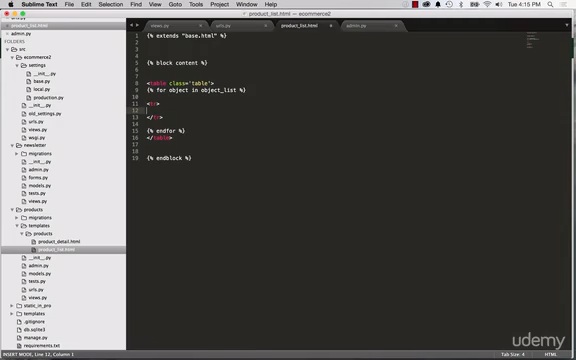 Sublime Text File Edit Selection Find View Goto Tools Project Window Help
Tue 4:15 PM
product_list.html
product_list.html
admin.py
FOLDERS
src
ecommerce2
settings
__init__.py
base.py
local.py
production.py
__init__.py
old_settings.py
urls.py
views.py
wsgi.py
newsletter
migrations
__init__.py
admin.py
forms.py
models.py
tests.py
views.py
products
migrations
templates
products
product_detail.html
product_list.html
__init__.py
admin.py
models.py
tests.py
urls.py
views.py
static_in_pro
templates
.gitignore
db.sqlite3
manage.py
requirements.txt
views.py
urls.py
product_list.html
admin.py
1 {% extends "base.html" %}
2
3
4
5 {% block content %}
6
7
8 <table class='table'>
9 {% for object in object_list %}
10
11 <tr>
12
13 </tr>
14
15 {% endfor %}
16 </table>
17
18
19 {% endblock %}
INSERT MODE, Line 12, Column 1
Tab Size: 4
HTML
udemy